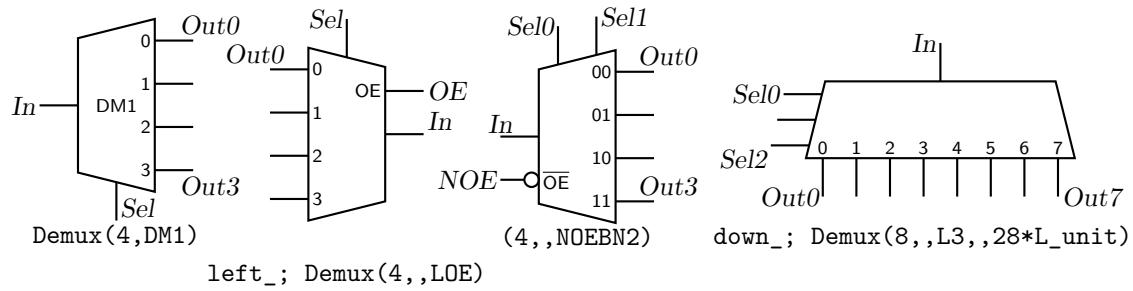 Out0
0
1
In
DM1
2
3
Out3
Sel
Demux(4,DM1)
Sel
Out0
0
OE
OE
1
In
2
3
left_; Demux(4,,LOE)
Sel0
Sel1
00
Out0
01
In
10
NOE
OE
11
Out3
(4,,NOEBN2)
In
Sel0
Sel2
0 1 2 3 4 5 6 7
Out0
Out7
down_; Demux(8,,L3,,28*L_unit)